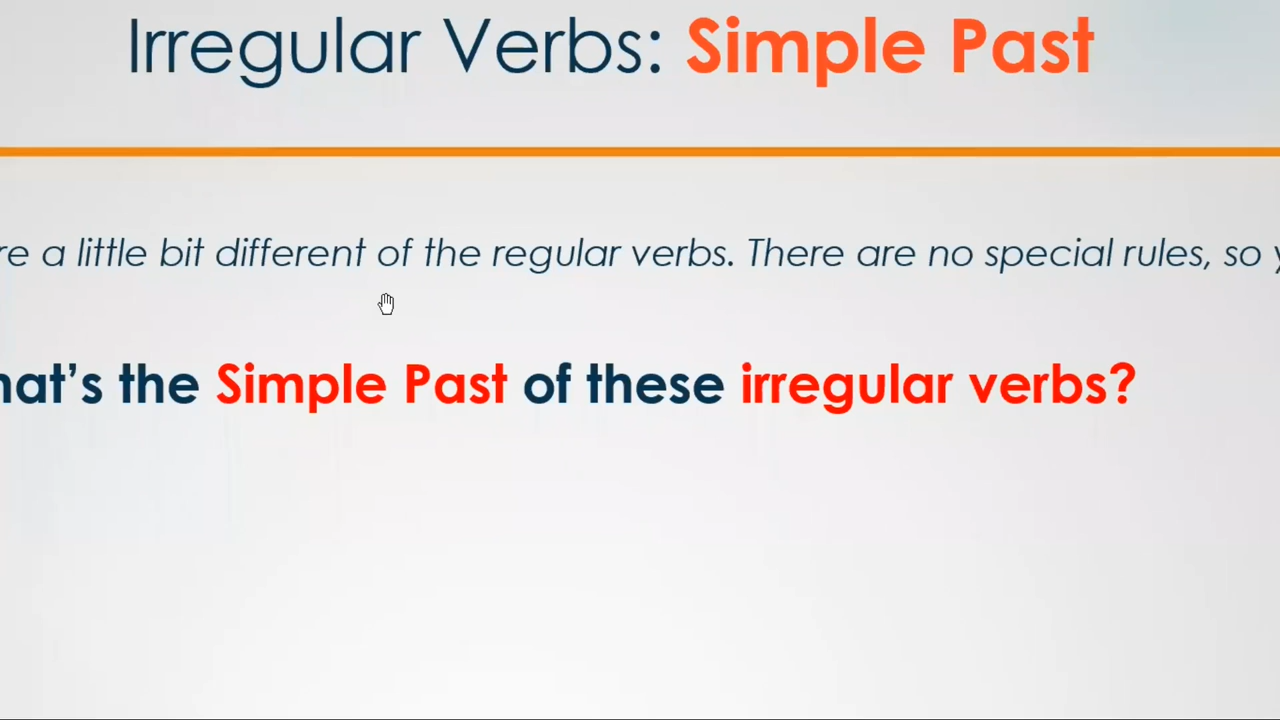 Irregular Verbs: Simple Past
re a little bit different of the regular verbs. There are no special rules, so
hat's the Simple Past of these irregular verbs?